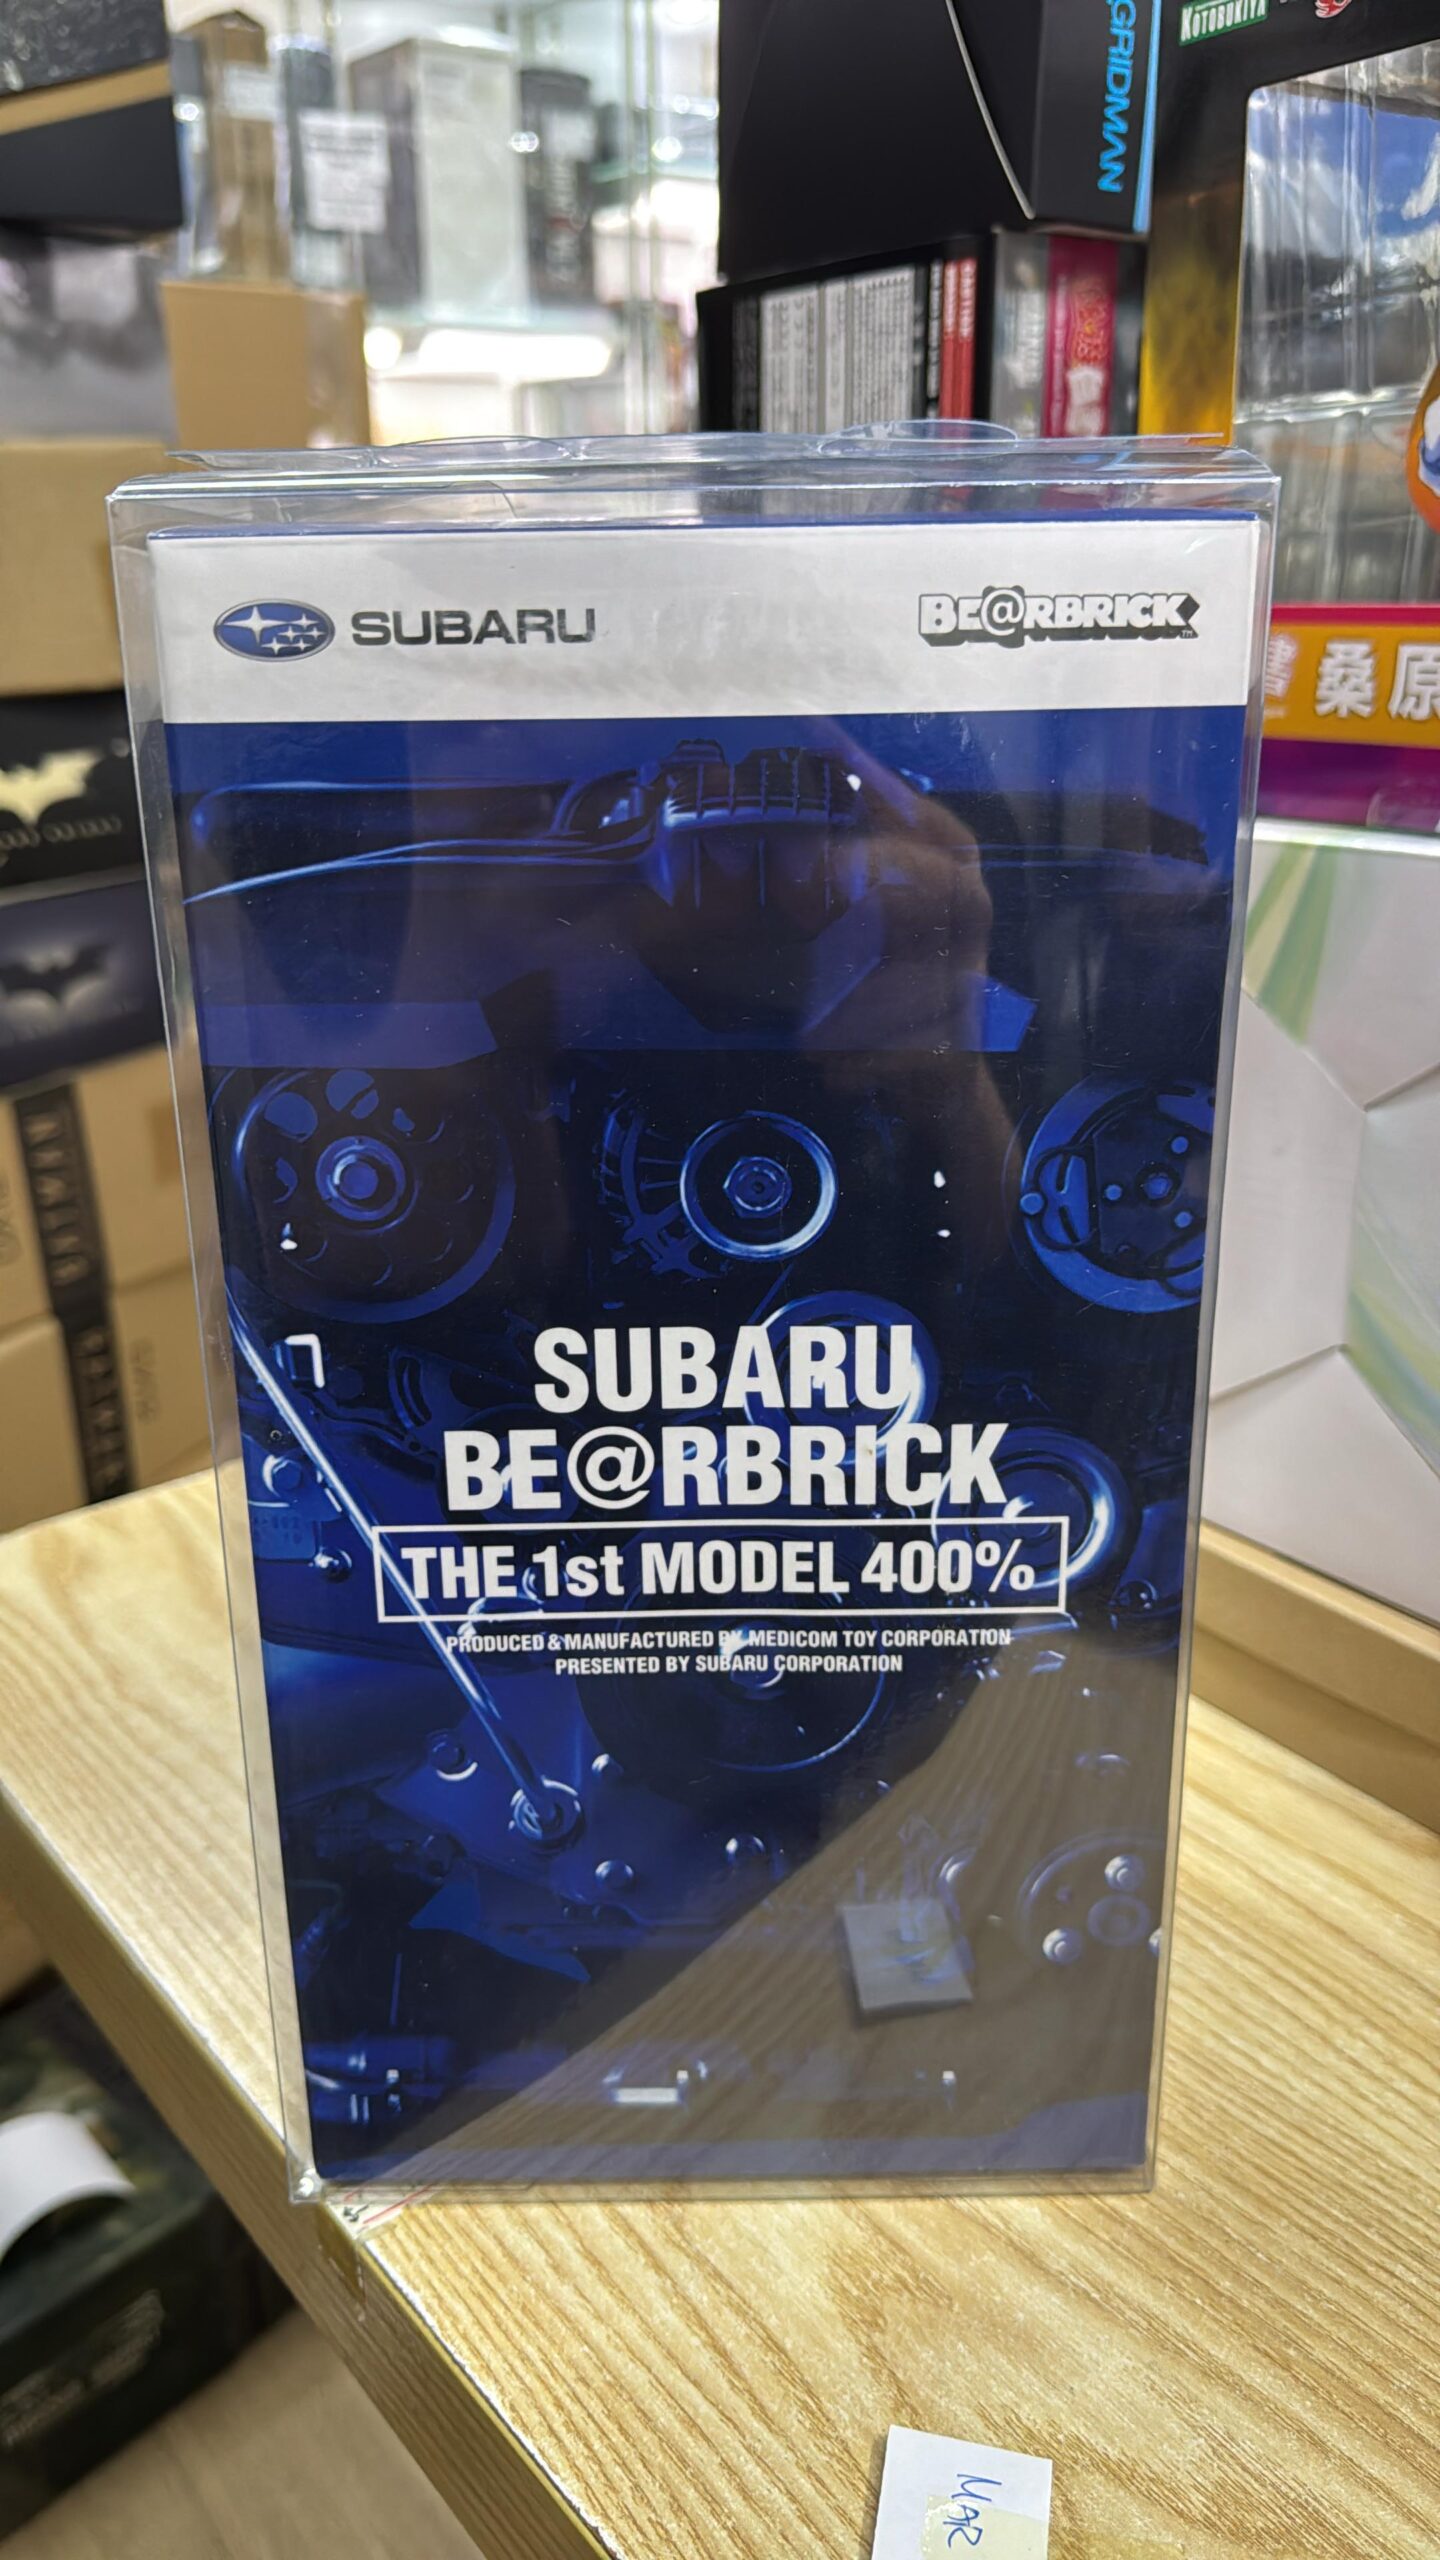 GRIDMAN
KOTOBUKIYA
SUBARU
BE@RBRICK
桑原
SUBARU
BE@RBRICK
THE 1st MODEL 400%
PRODUCED & MANUFACTURED BY MEDICOM TOY CORPORATION
PRESENTED BY SUBARU CORPORATION
MAR